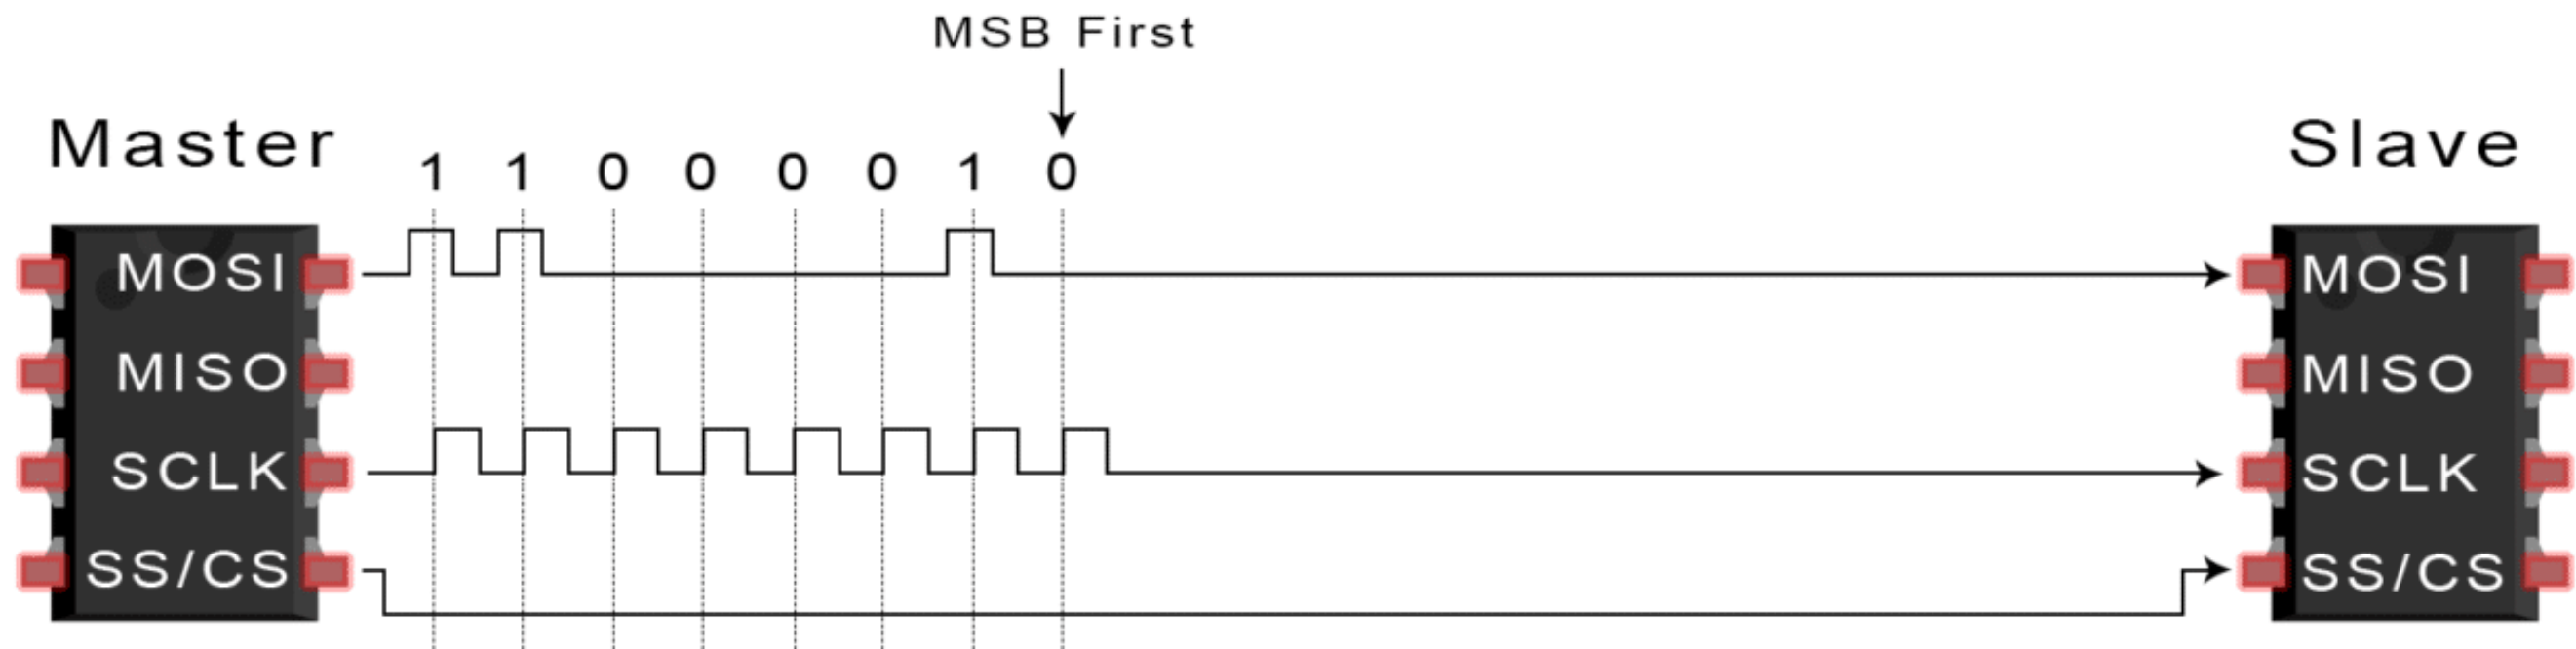 MSB First
Master
1 1 0 0 0 0 1 0
Slave
MOSI
MISO
SCLK
SS/CS
MOSI
MISO
SCLK
SS/CS